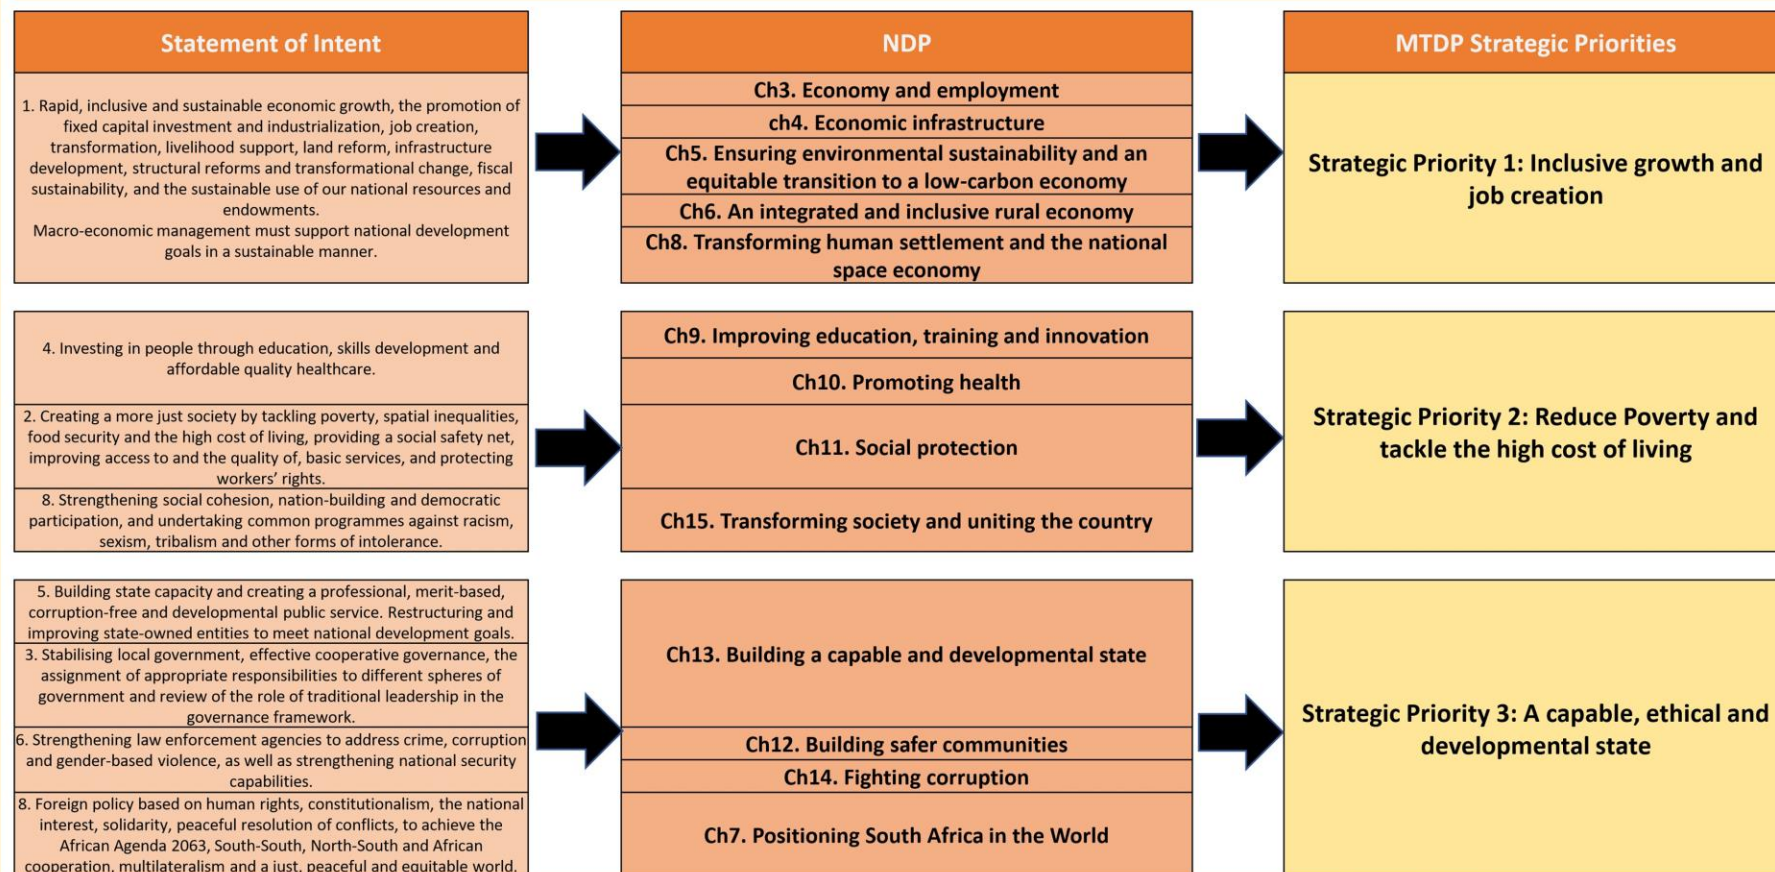 Statement of Intent
NDP
MTDP Strategic Priorities
1. Rapid, inclusive and sustainable economic growth, the promotion of
fixed capital investment and industrialization, job creation,
transformation, livelihood support, land reform, infrastructure
development, structural reforms and transformational change, fiscal
sustainability, and the sustainable use of our national resources and
endowments.
Macro-economic management must support national development
goals in a sustainable manner.
Ch3. Economy and employment
ch4. Economic infrastructure
Ch5. Ensuring environmental sustainability and an
equitable transition to a low-carbon economy
Ch6. An integrated and inclusive rural economy
Ch8. Transforming human settlement and the national
space economy
Strategic Priority 1: Inclusive growth and
job creation
4. Investing in people through education, skills development and
affordable quality healthcare.
2. Creating a more just society by tackling poverty, spatial inequalities,
food security and the high cost of living, providing a social safety net,
improving access to and the quality of, basic services, and protecting
workers' rights.
8. Strengthening social cohesion, nation-building and democratic
participation, and undertaking common programmes against racism,
sexism, tribalism and other forms of intolerance.
Ch9. Improving education, training and innovation
Ch10. Promoting health
Ch11. Social protection
Ch15. Transforming society and uniting the country
Strategic Priority 2: Reduce Poverty and
tackle the high cost of living
5. Building state capacity and creating a professional, merit-based,
corruption-free and developmental public service. Restructuring and
improving state-owned entities to meet national development goals.
3. Stabilising local government, effective cooperative governance, the
assignment of appropriate responsibilities to different spheres of
government and review of the role of traditional leadership in the
governance framework.
6. Strengthening law enforcement agencies to address crime, corruption
and gender-based violence, as well as strengthening national security
capabilities.
8. Foreign policy based on human rights, constitutionalism, the national
interest, solidarity, peaceful resolution of conflicts, to achieve the
African Agenda 2063, South-South, North-South and African
cooperation, multilateralism and a just, peaceful and equitable world.
Ch13. Building a capable and developmental state
Ch12. Building safer communities
Ch14. Fighting corruption
Ch7. Positioning South Africa in the World
Strategic Priority 3: A capable, ethical and
developmental state